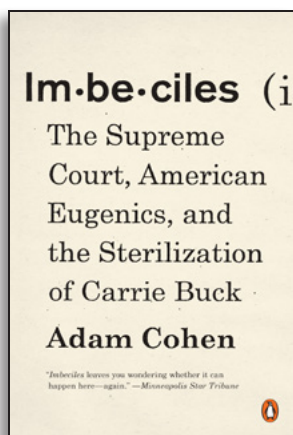 Im·be·ciles (i
The Supreme
Court, American
Eugenics, and
the Sterilization
of Carrie Buck
Adam Cohen
"Imbeciles leaves you wondering whether it can
happen here—again." —Minneapolis Star Tribune